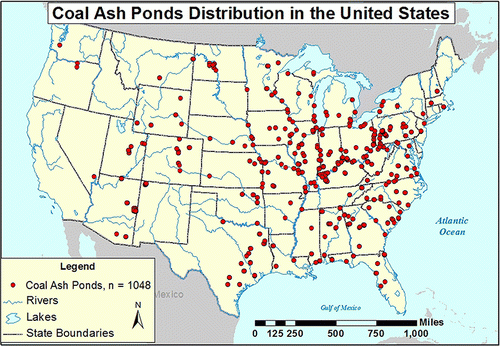 Coal Ash Ponds Distribution in the United States
Atlantic
Ocean
Legend
Coal Ash Ponds, n = 1048
Rivers
Lakes
State Boundaries
N
Mexico
Gulf of Mexico
Miles
0 125 250 500 750 1,000